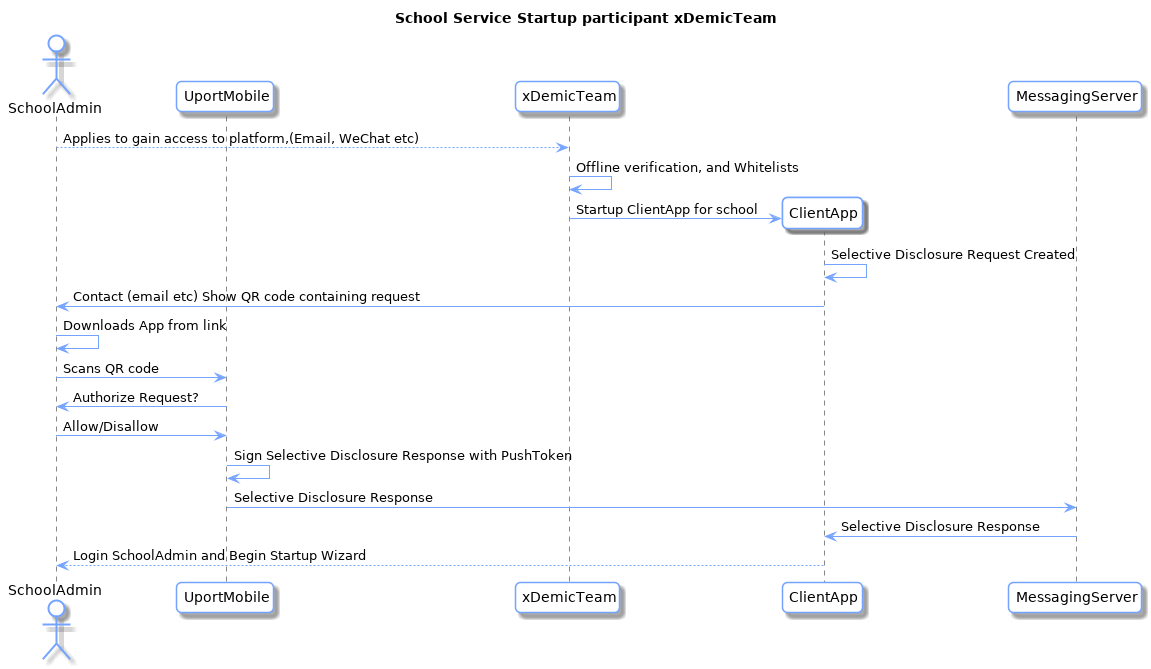 School Service Startup participant xDemicTeam
SchoolAdmin
UportMobile
xDemicTeam
MessagingServer
Applies to gain access to platform,(Email, WeChat etc)
Offline verification, and Whitelists
Startup ClientApp for school
ClientApp
Selective Disclosure Request Created
Contact (email etc) Show QR code containing request
Downloads App from link
Scans QR code
Authorize Request?
Allow/Disallow
Sign Selective Disclosure Response with PushToken
Selective Disclosure Response
Selective Disclosure Response
Login SchoolAdmin and Begin Startup Wizard
SchoolAdmin
UportMobile
xDemicTeam
ClientApp
MessagingServer